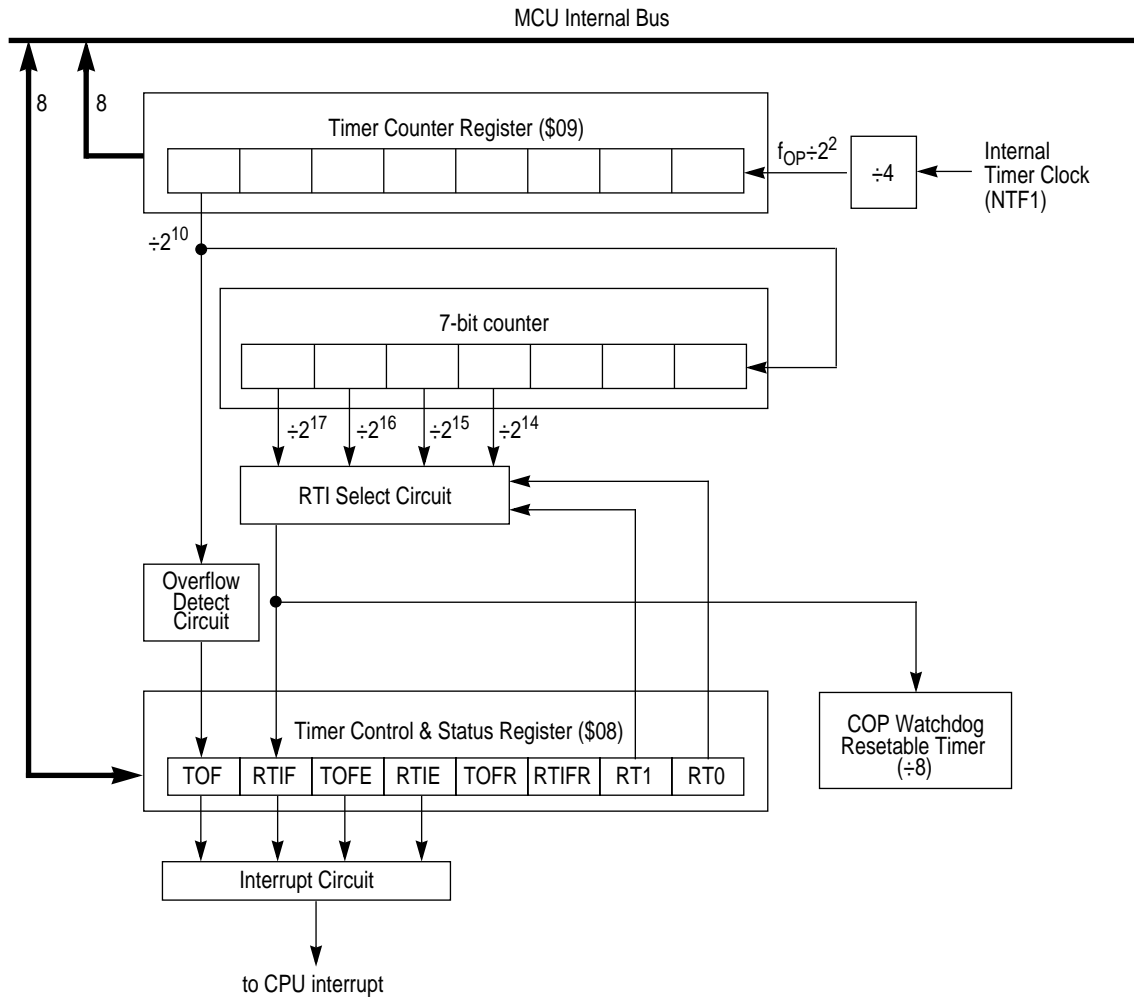 MCU Internal Bus
8
8
Timer Counter Register ($09)
fOP÷2²
÷4
Internal
Timer Clock
(NTF1)
÷2¹⁰
7-bit counter
÷2¹⁷
÷2¹⁶
÷2¹⁵
÷2¹⁴
RTI Select Circuit
Overflow
Detect
Circuit
Timer Control & Status Register ($08)
TOF RTIF TOFE RTIE TOFR RTIFR RT1 RT0
COP Watchdog
Resetable Timer
(÷8)
Interrupt Circuit
to CPU interrupt